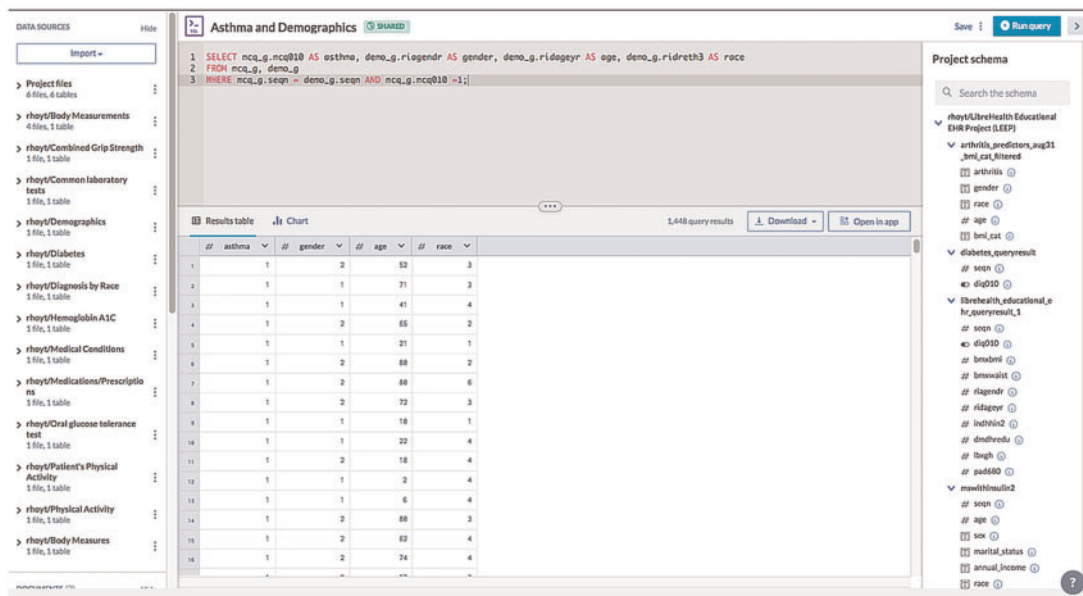 DATA SOURCES Hide
Import
Project files
6 files, 6 tables
rhoyt/Body Measurements
4 files, 1 table
rhoyt/Combined Grip Strength
1 file, 1 table
rhoyt/Common laboratory
tests
1 file, 1 table
rhoyt/Demographics
1 file, 1 table
rhoyt/Diabetes
1 file, 1 table
rhoyt/Diagnosis by Race
1 file, 1 table
rhoyt/Hemoglobin A1C
1 file, 1 table
rhoyt/Medical Conditions
1 file, 1 table
rhoyt/Medications/Prescriptio
ns
1 file, 1 table
rhoyt/Oral glucose tolerance
test
1 file, 1 table
rhoyt/Patient's Physical
Activity
1 file, 1 table
rhoyt/Physical Activity
1 file, 1 table
rhoyt/Body Measures
1 file, 1 table
SQL
Asthma and Demographics SHARED
Save Run query
1 SELECT mcq_g.mcq010 AS asthma, demo_g.riagendr AS gender, demo_g.ridageyr AS age, demo_g.ridreth3 AS race
2 FROM mcq_g, demo_g
3 WHERE mcq_g.seqn = demo_g.seqn AND mcq_g.mcq010 =1;
Results table Chart 1,448 query results Download Open in app
# asthma # gender # age # race
1 1 2 52 3
2 1 1 71 3
3 1 1 41 4
4 1 2 65 2
5 1 1 21 1
6 1 2 80 2
7 1 2 60 6
8 1 2 72 3
9 1 1 10 1
10 1 1 22 4
11 1 2 18 4
12 1 1 2 4
13 1 1 6 4
14 1 2 80 3
15 1 2 62 4
16 1 2 74 4
Project schema
Search the schema
rhoyt/LibreHealth Educational
EHR Project (LEEP)
arthritis_predictors_aug31
_bmi_cat_filtered
arthritis
gender
race
# age
bmi_cat
diabetes_queryresult
# seqn
diq010
librehealth_educational_e
hr_queryresult_1
# seqn
diq010
# bmxbmi
# bmxwaist
# riagendr
# ridageyr
# indhhin2
# dmdhredu
# lbxgh
# pad680
mswithinsulin2
# seqn
# age
sex
marital_status
annual_income
race
?